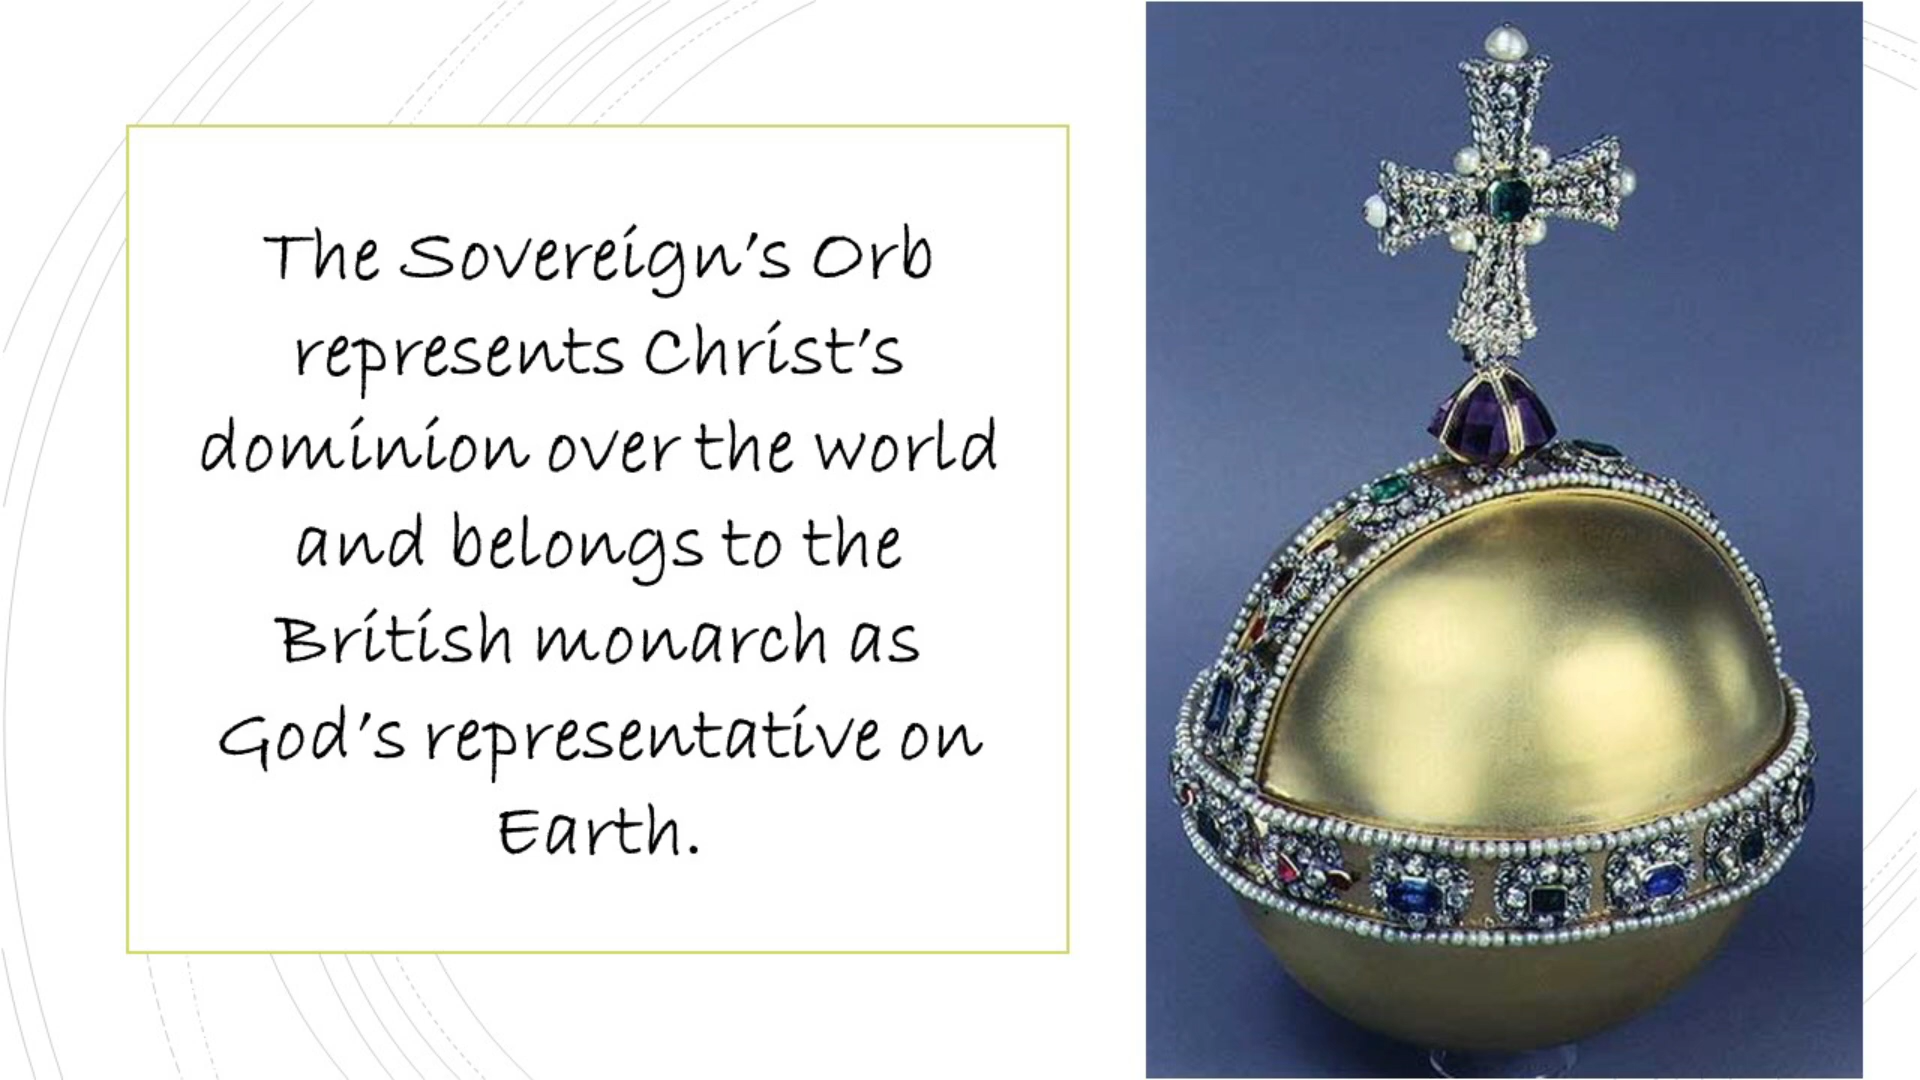 The Sovereign’s Orb
represents Christ’s
dominion over the world
and belongs to the
British monarch as
God’s representative on
Earth.